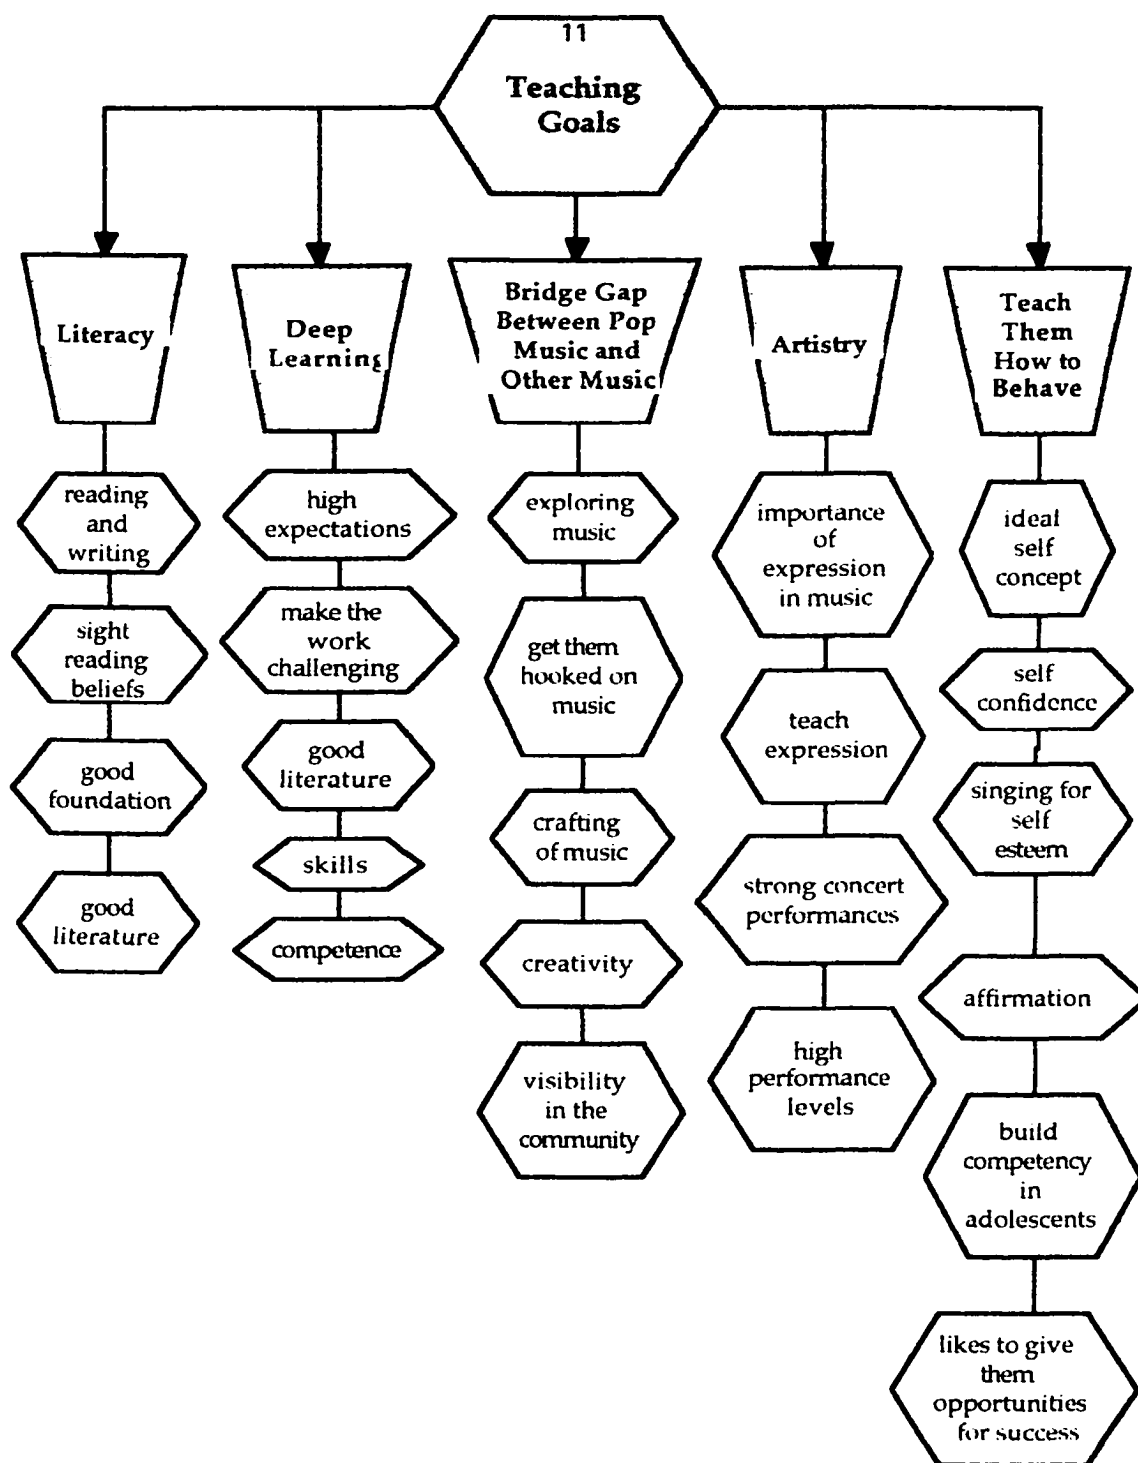 11
Teaching
Goals
Literacy
reading
and
writing
sight
reading
beliefs
good
foundation
good
literature
Deep
Learning
high
expectations
make the
work
challenging
good
literature
skills
competence
Bridge Gap
Between Pop
Music and
Other Music
exploring
music
get them
hooked on
music
crafting
of music
creativity
visibility
in the
community
Artistry
importance
of
expression
in music
teach
expression
strong concert
performances
high
performance
levels
Teach
Them
How to
Behave
ideal
self
concept
self
confidence
singing for
self
esteem
affirmation
build
competency
in
adolescents
likes to give
them
opportunities
for success